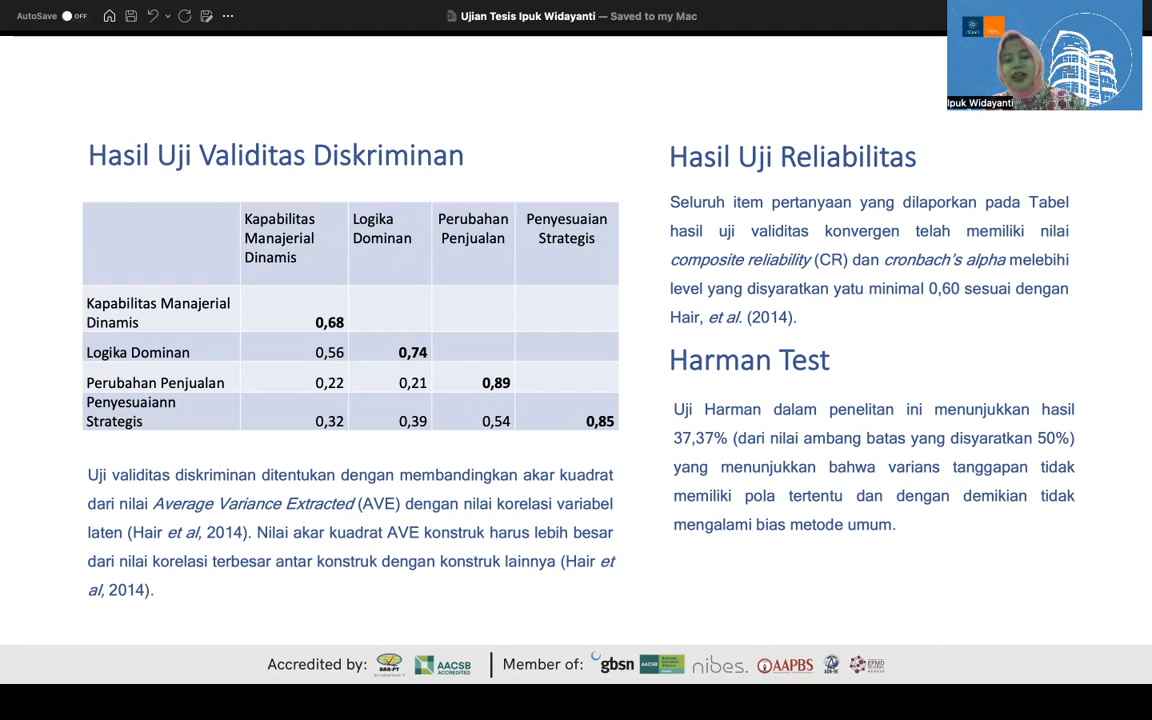 AutoSave OFF
Ujian Tesis Ipuk Widayanti — Saved to my Mac
Ipuk Widayanti
Hasil Uji Validitas Diskriminan
Kapabilitas Manajerial Dinamis Logika Dominan Perubahan Penjualan Penyesuaian Strategis
Kapabilitas Manajerial Dinamis 0,68
Logika Dominan 0,56 0,74
Perubahan Penjualan 0,22 0,21 0,89
Penyesuaiann Strategis 0,32 0,39 0,54 0,85
Uji validitas diskriminan ditentukan dengan membandingkan akar kuadrat
dari nilai Average Variance Extracted (AVE) dengan nilai korelasi variabel
laten (Hair et al, 2014). Nilai akar kuadrat AVE konstruk harus lebih besar
dari nilai korelasi terbesar antar konstruk dengan konstruk lainnya (Hair et
al, 2014).
Hasil Uji Reliabilitas
Seluruh item pertanyaan yang dilaporkan pada Tabel
hasil uji validitas konvergen telah memiliki nilai
composite reliability (CR) dan cronbach's alpha melebihi
level yang disyaratkan yatu minimal 0,60 sesuai dengan
Hair, et al. (2014).
Harman Test
Uji Harman dalam penelitan ini menunjukkan hasil
37,37% (dari nilai ambang batas yang disyaratkan 50%)
yang menunjukkan bahwa varians tanggapan tidak
memiliki pola tertentu dan dengan demikian tidak
mengalami bias metode umum.
Accredited by: BAN-PT AACSB ACCREDITED Member of: gbsn AACSB nibes. AAPBS EFMD GLOBAL